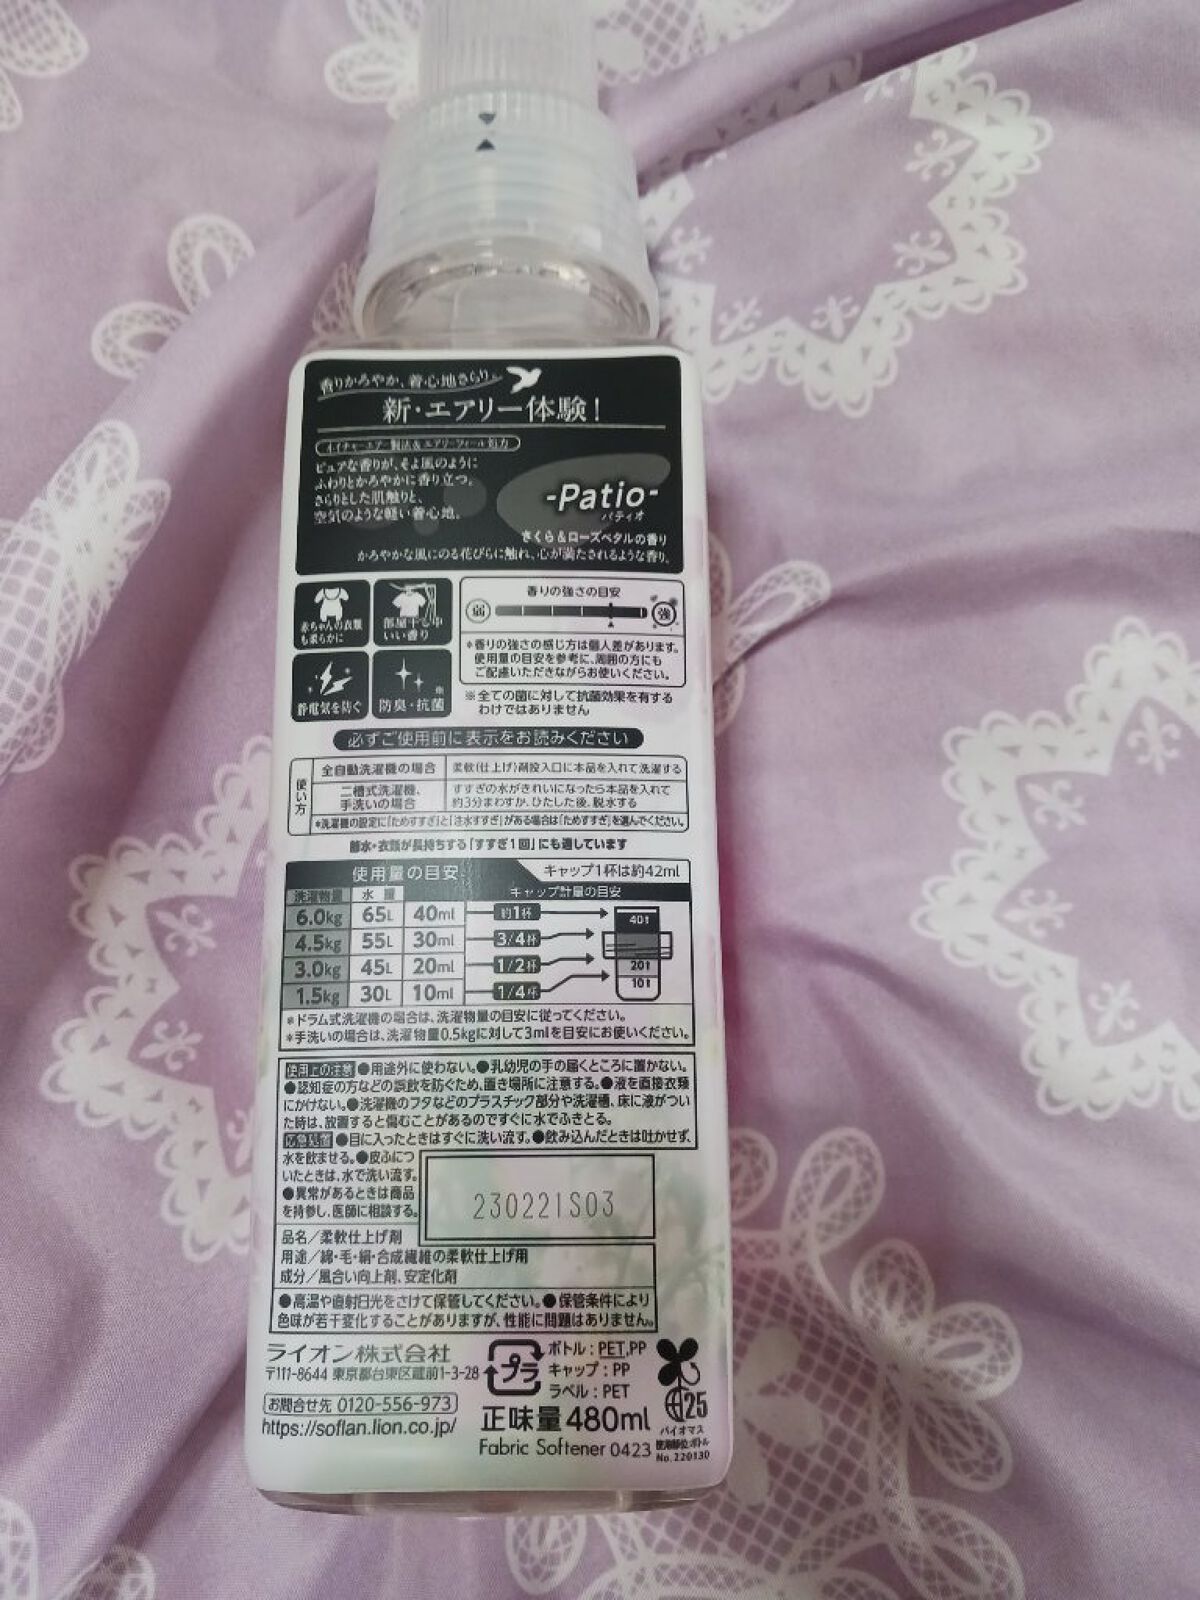 香りかろやか、着心地さらり。
新・エアリー体験!
ネイチャーエアー製法&エアリーフィール処方
ピュアな香りが、そよ風のように
ふわりとかろやかに香り立つ。
さらりとした肌触りと、
空気のような軽い着心地。
-Patio-
パティオ
さくら&ローズペタルの香り
かろやかな風にのる花びらに触れ、心が満たされるような香り。
赤ちゃんの衣類
も柔らかに
部屋干し中
いい香り
静電気を防ぐ
防臭・抗菌※
香りの強さの目安
弱 強
*香りの強さの感じ方は個人差があります。
使用量の目安を参考に、周囲の方にも
ご配慮いただきながらお使いください。
※全ての菌に対して抗菌効果を有する
わけではありません
必ずご使用前に表示をお読みください
使い方
全自動洗濯機の場合 柔軟(仕上げ)剤投入口に本品を入れて洗濯する
二槽式洗濯機、
手洗いの場合
すすぎの水がきれいになったら本品を入れて
約3分まわすか、ひたした後、脱水する
*洗濯機の設定に「ためすすぎ」と「注水すすぎ」がある場合は「ためすすぎ」を選んでください。
節水・衣類が長持ちする「すすぎ1回」にも適しています
使用量の目安 キャップ1杯は約42ml
洗濯物量 水量 キャップ計量の目安
6.0kg 65L 40ml 約1杯 40
4.5kg 55L 30ml 3/4杯
3.0kg 45L 20ml 1/2杯 20
1.5kg 30L 10ml 1/4杯 10
*ドラム式洗濯機の場合は、洗濯物量の目安に従ってください。
*手洗いの場合は、洗濯物量0.5kgに対して3mlを目安にお使いください。
使用上の注意 ●用途外に使わない。●乳幼児の手の届くところに置かない。
●認知症の方などの誤飲を防ぐため、置き場所に注意する。●液を直接衣類
にかけない。●洗濯機のフタなどのプラスチック部分や洗濯槽、床に液がつい
た時は、放置すると傷むことがあるのですぐに水でふきとる。
応急処置 ●目に入ったときはすぐに洗い流す。●飲み込んだときは吐かせず、
水を飲ませる。●皮ふにつ
いたときは、水で洗い流す。
●異常があるときは商品
を持参し、医師に相談する。
230221S03
品名/柔軟仕上げ剤
用途/綿・毛・絹・合成繊維の柔軟仕上げ用
成分/風合い向上剤、安定化剤
●高温や直射日光をさけて保管してください。●保管条件により
色味が若干変化することがありますが、性能に問題はありません。
ライオン株式会社
〒111-8644 東京都台東区蔵前1-3-28
お問合せ先 0120-556-973
https://soflan.lion.co.jp/
プラ
ボトル:PET,PP
キャップ:PP
ラベル:PET
正味量480ml
Fabric Softener 0423
25
バイオマス
使用部位:ボトル
No.220130